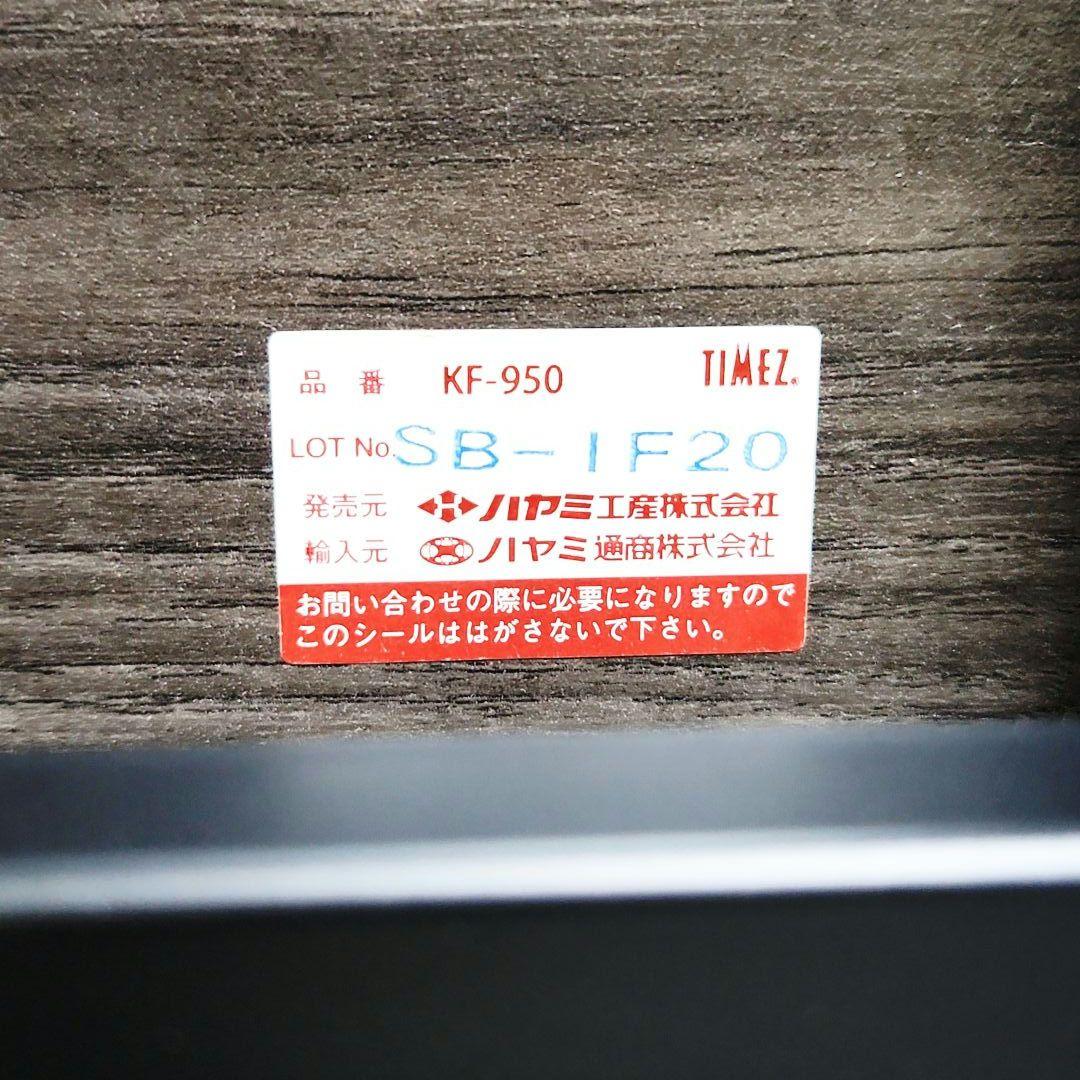 品番 KF-950 TIMEZ®
LOT No. SB-1F20
発売元 ハヤミ工産株式会社
輸入元 ハヤミ通商株式会社
お問い合わせの際に必要になりますので
このシールははがさないで下さい。